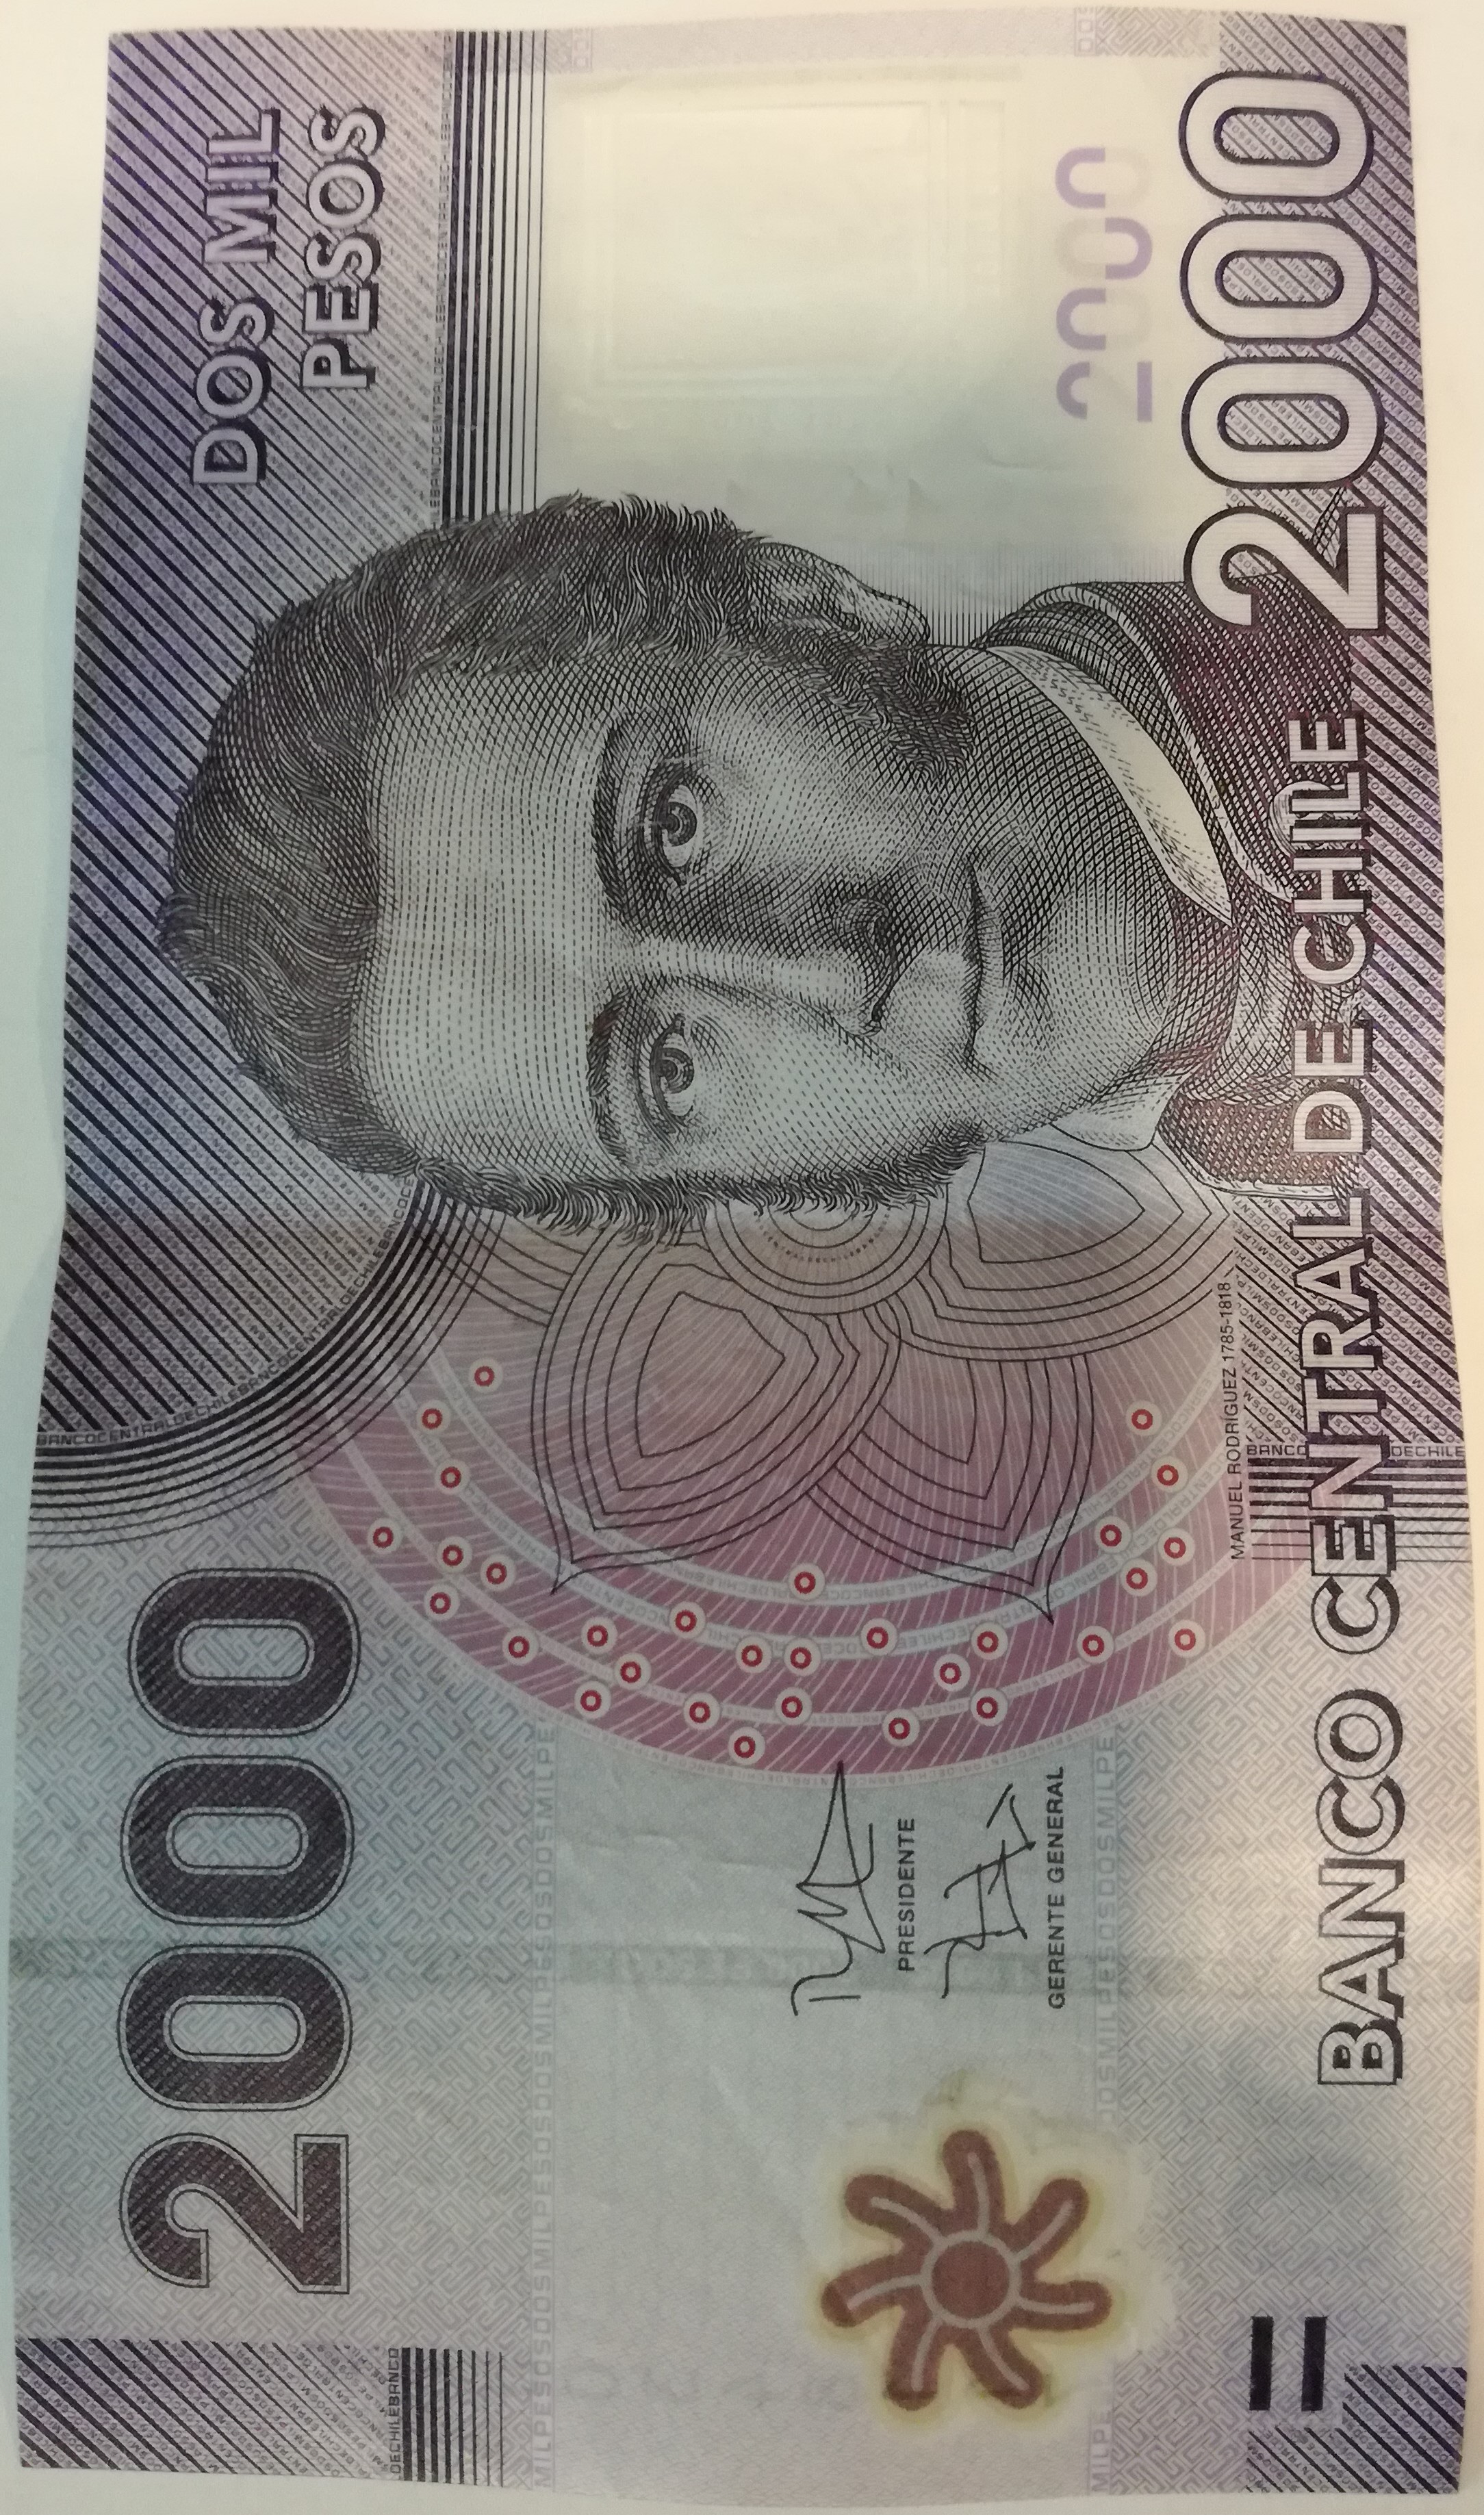 2000
DOS MIL
PESOS
PRESIDENTE
GERENTE GENERAL
2000
MANUEL RODRÍGUEZ 1785-1818
BANCO CENTRAL DE CHILE 2000